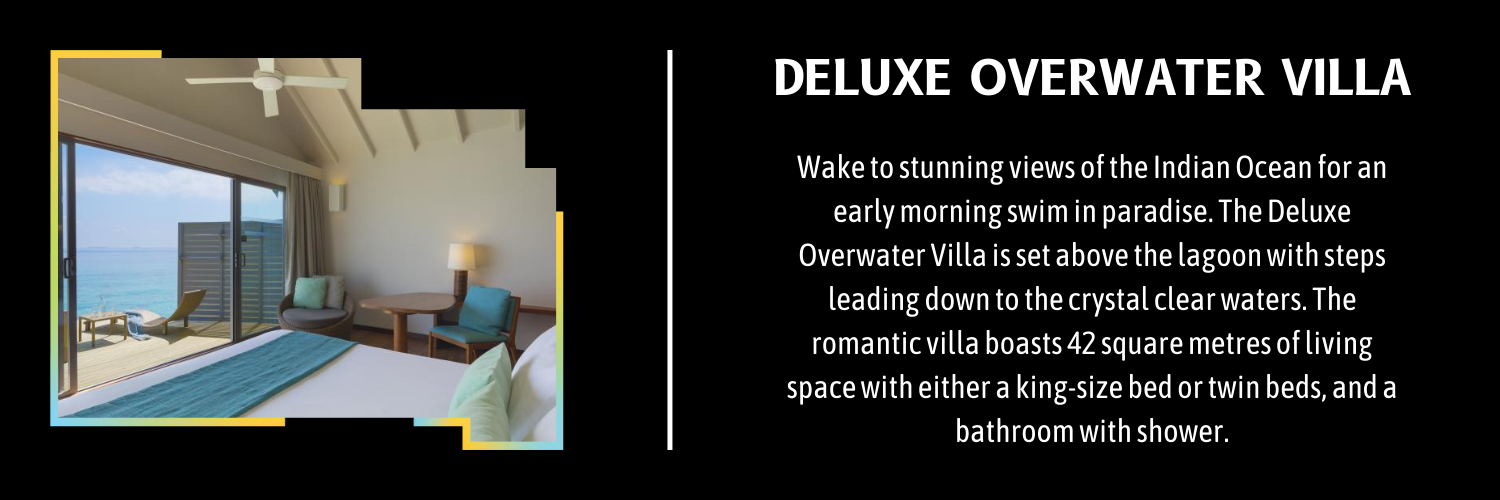 DELUXE OVERWATER VILLA
Wake to stunning views of the Indian Ocean for an
early morning swim in paradise. The Deluxe
Overwater Villa is set above the lagoon with steps
leading down to the crystal clear waters. The
romantic villa boasts 42 square metres of living
space with either a king-size bed or twin beds, and a
bathroom with shower.